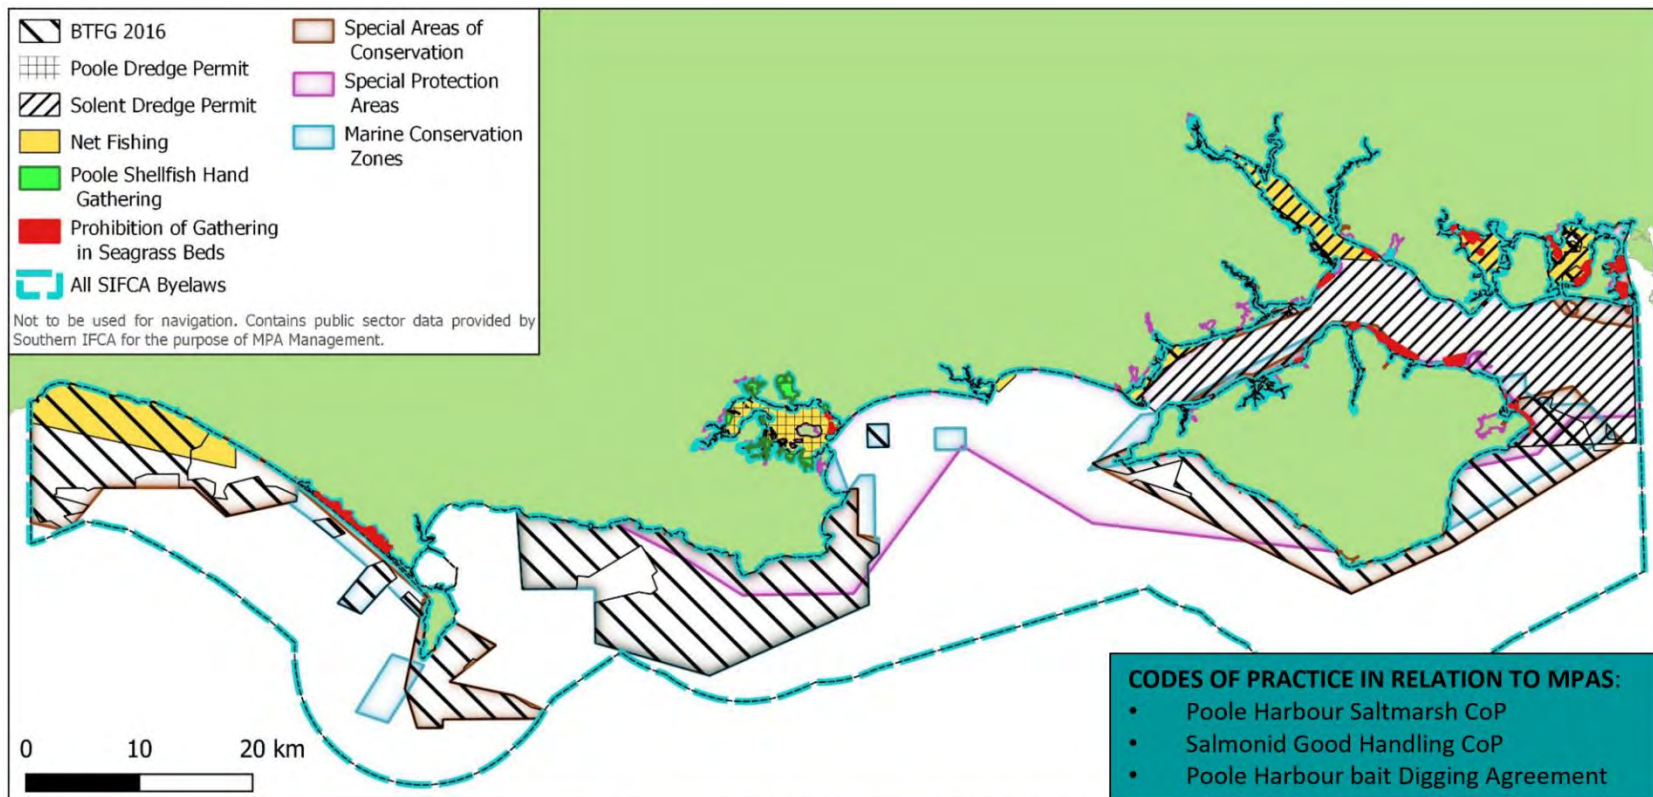 BTFG 2016
Poole Dredge Permit
Solent Dredge Permit
Net Fishing
Poole Shellfish Hand
Gathering
Prohibition of Gathering
in Seagrass Beds
All SIFCA Byelaws
Special Areas of
Conservation
Special Protection
Areas
Marine Conservation
Zones
Not to be used for navigation. Contains public sector data provided by
Southern IFCA for the purpose of MPA Management.
0 10 20 km
CODES OF PRACTICE IN RELATION TO MPAS:
• Poole Harbour Saltmarsh CoP
• Salmonid Good Handling CoP
• Poole Harbour bait Digging Agreement